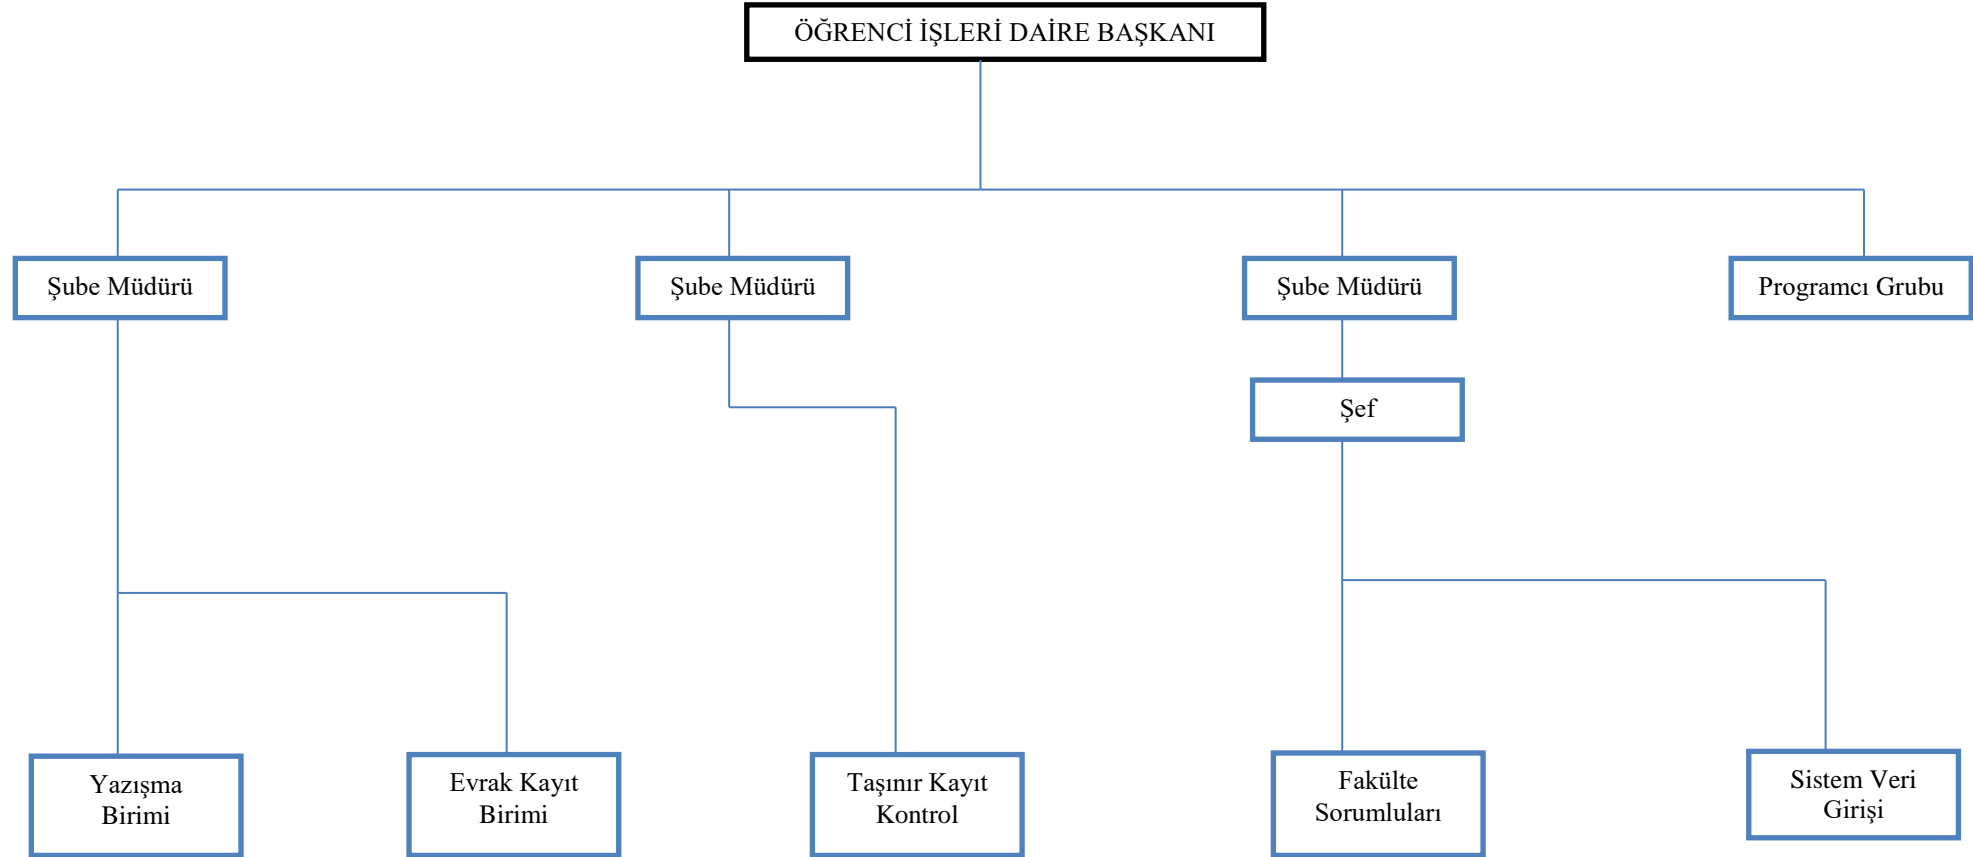 ÖĞRENCİ İŞLERİ DAİRE BAŞKANI
Şube Müdürü
Şube Müdürü
Şube Müdürü
Programcı Grubu
Şef
Yazışma
Birimi
Evrak Kayıt
Birimi
Taşınır Kayıt
Kontrol
Fakülte
Sorumluları
Sistem Veri
Girişi